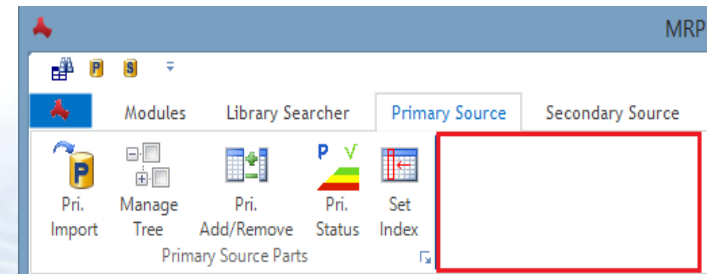 MRP
P S
Modules Library Searcher Primary Source Secondary Source
P
P √
Pri. Manage Pri. Pri. Set
Import Tree Add/Remove Status Index
Primary Source Parts